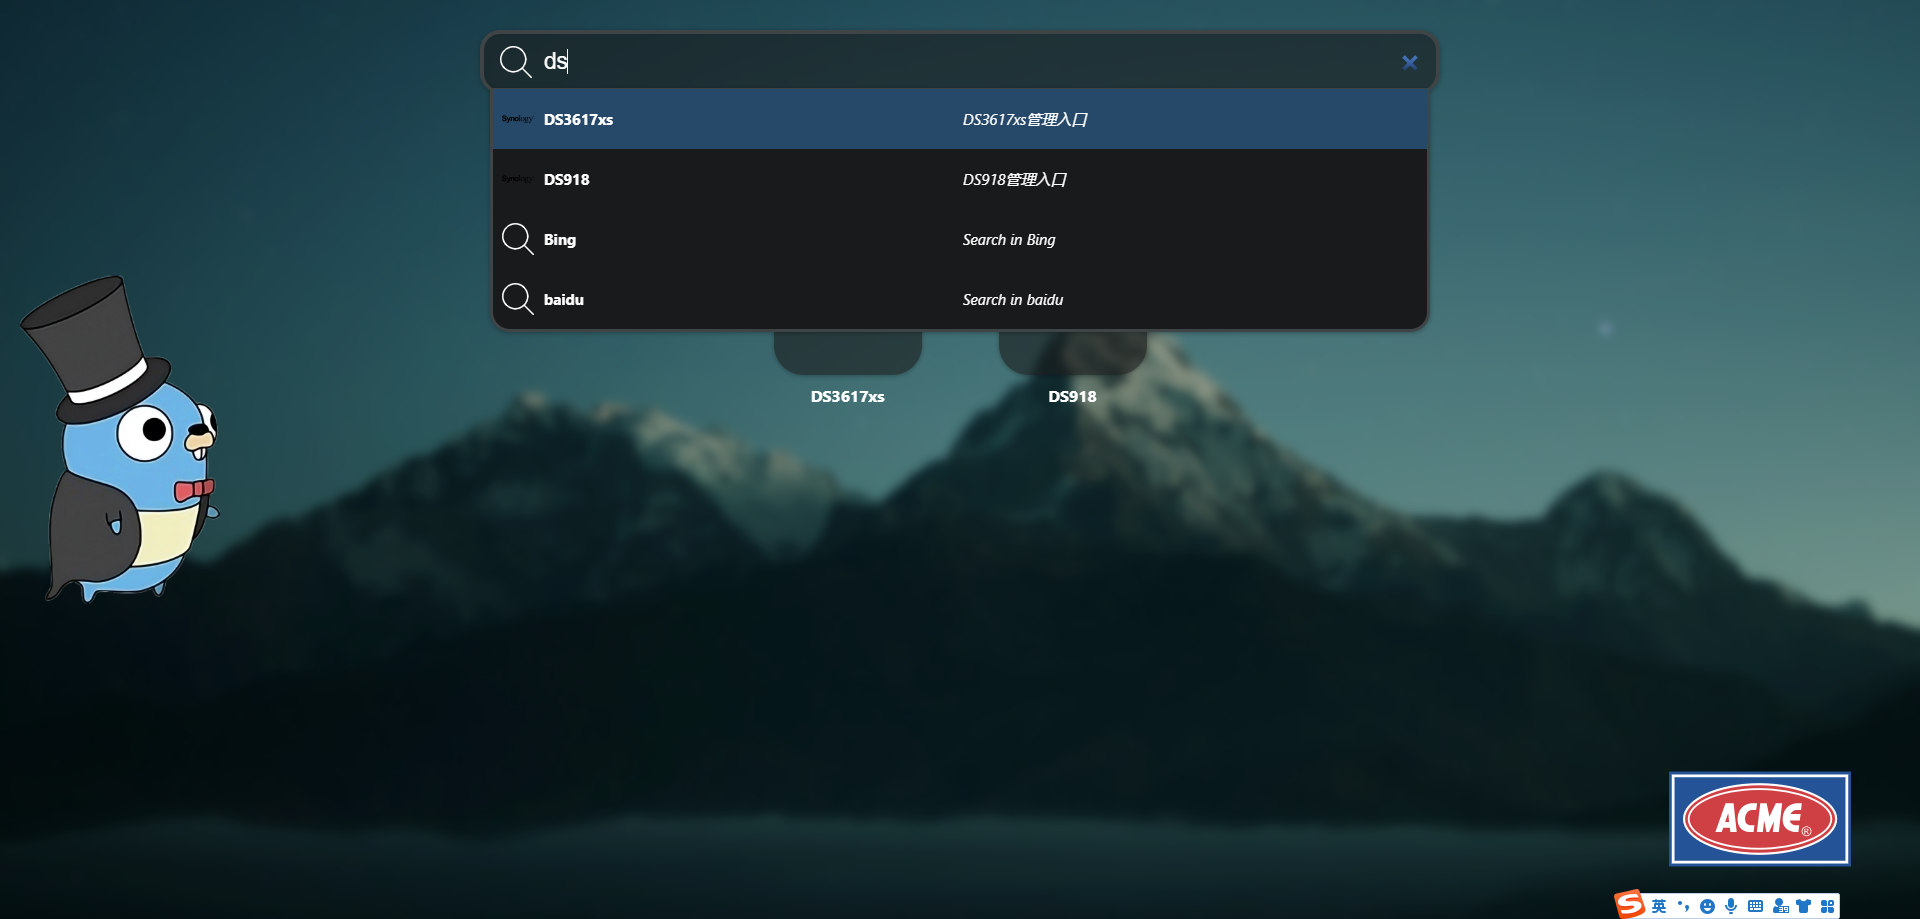 ds
Synology DS3617xs DS3617xs管理入口
Synology DS918 DS918管理入口
Bing Search in Bing
baidu Search in baidu
DS3617xs DS918
ACME®
S 英